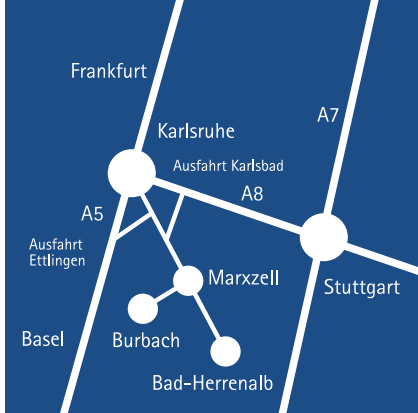 Frankfurt
A7
Karlsruhe
Ausfahrt Karlsbad
A8
A5
Ausfahrt
Ettlingen
Marxzell
Stuttgart
Basel
Burbach
Bad-Herrenalb